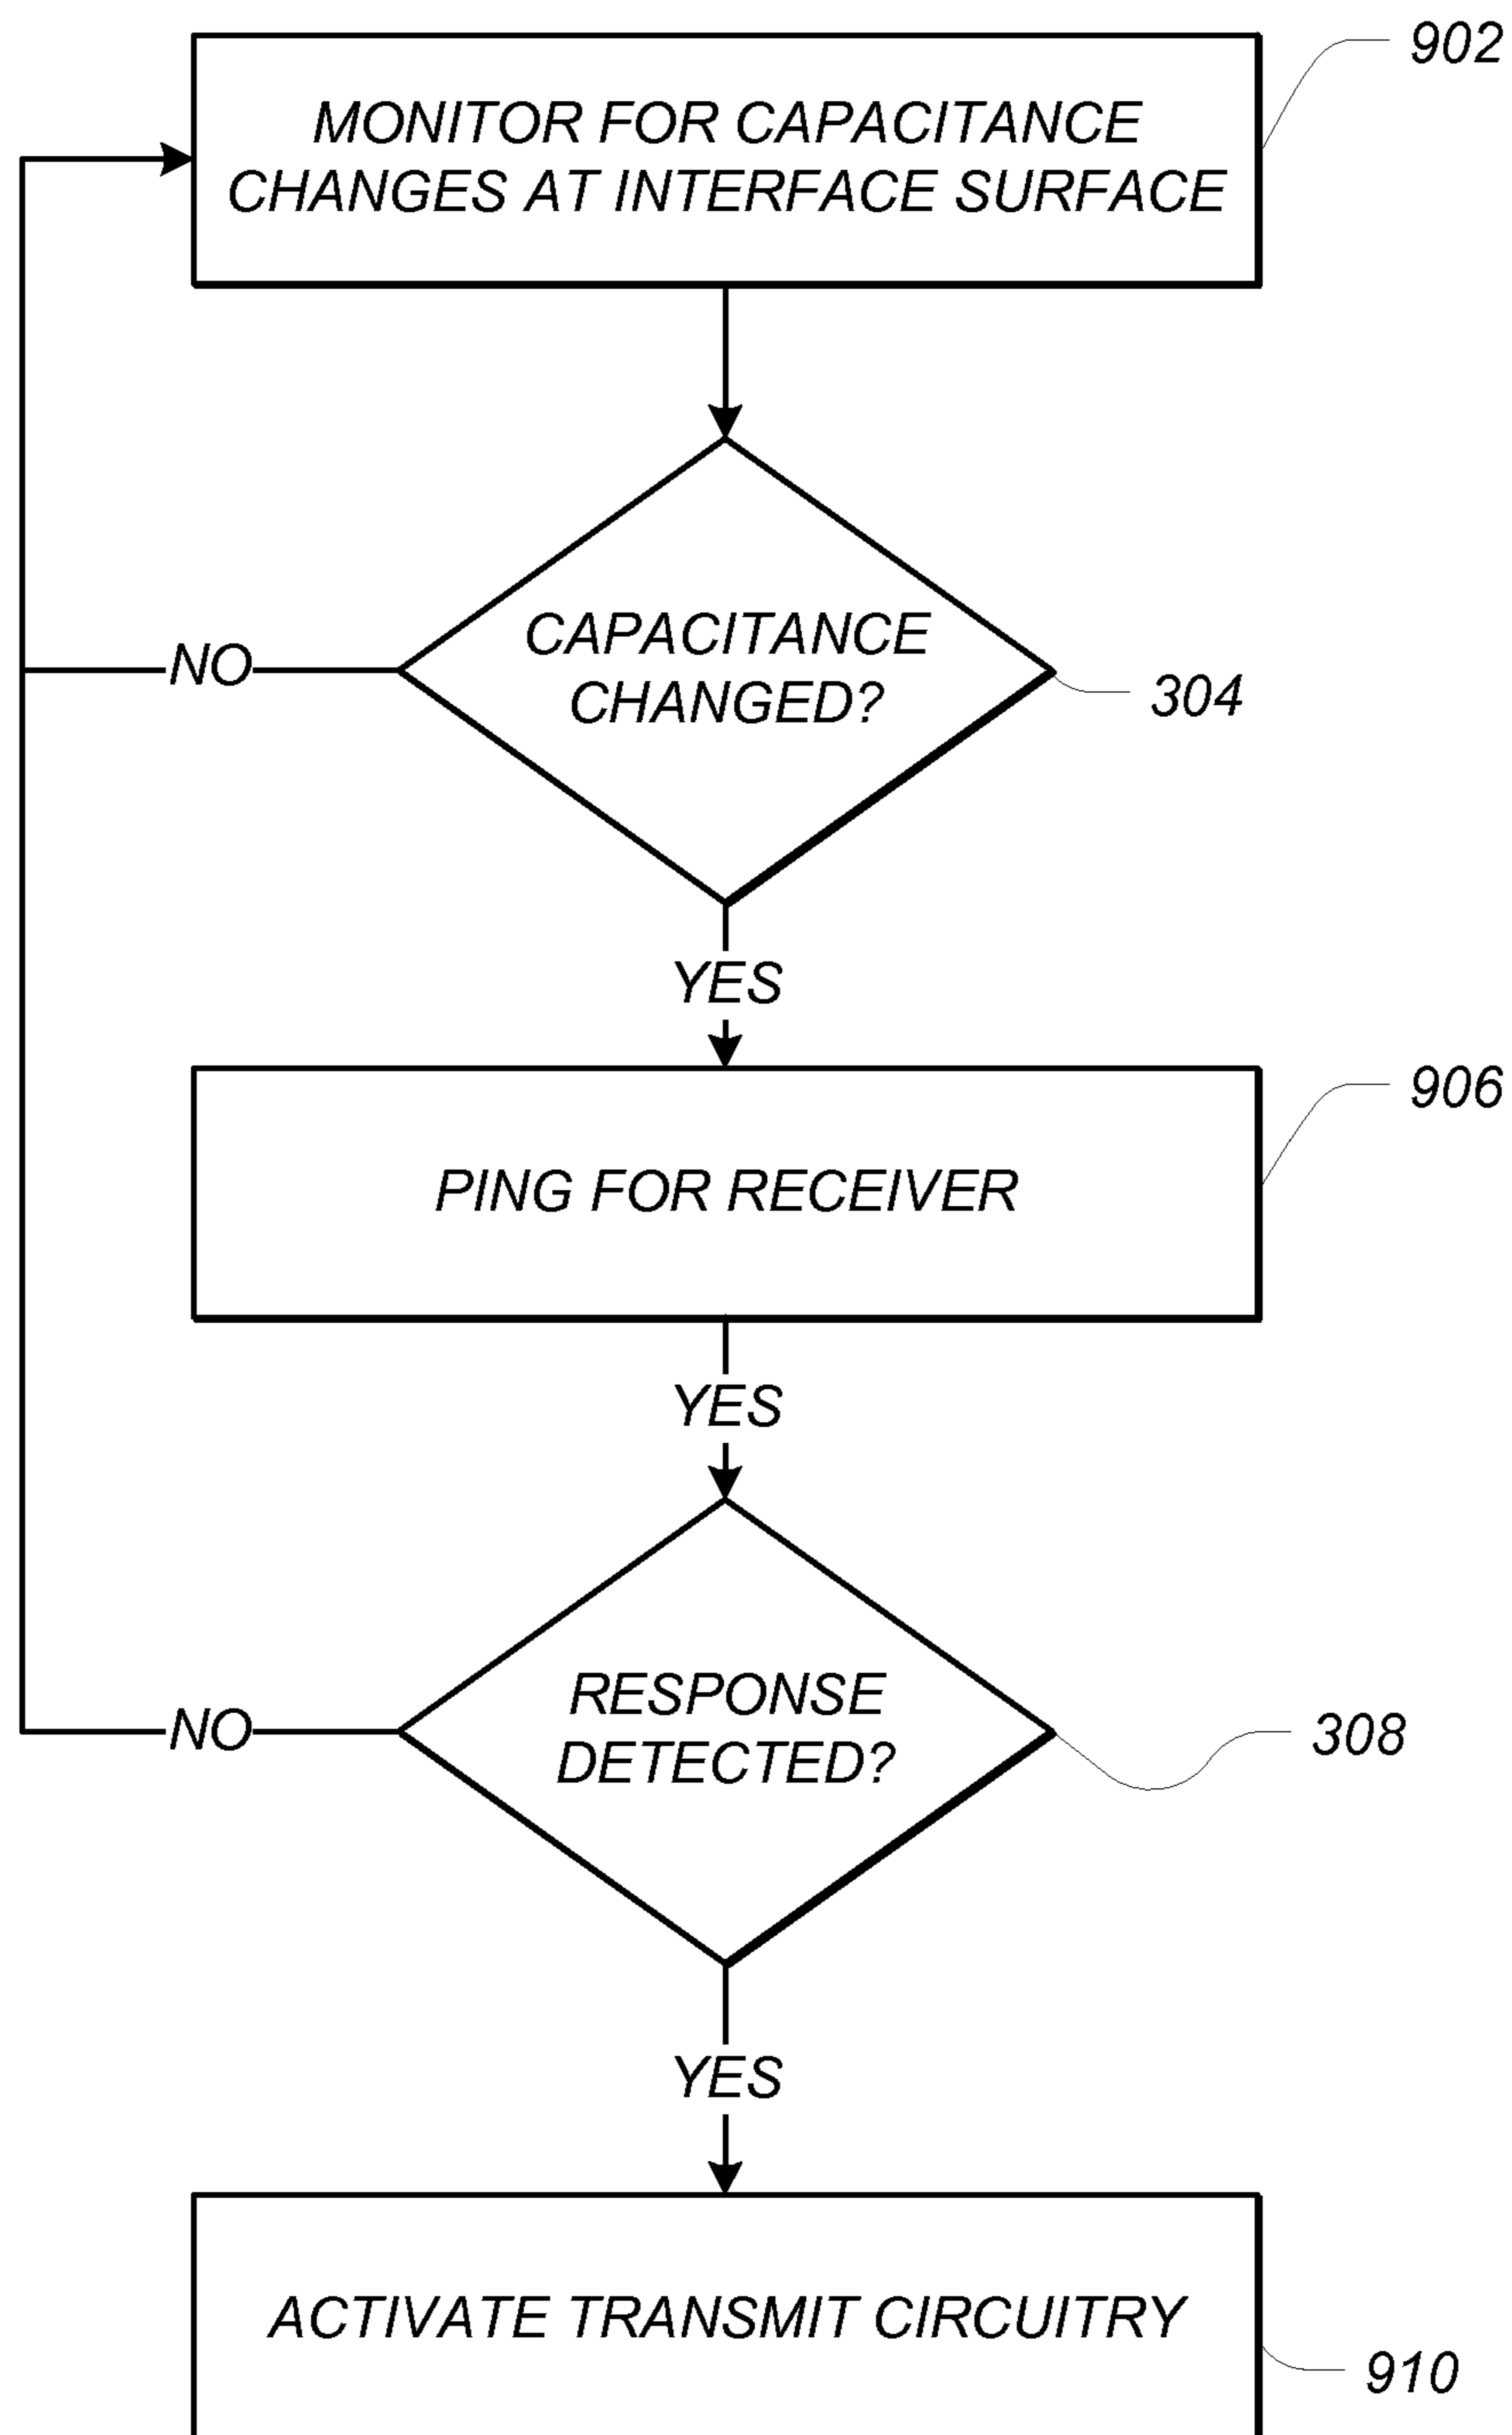 902
MONITOR FOR CAPACITANCE
CHANGES AT INTERFACE SURFACE
CAPACITANCE
CHANGED?
NO
304
YES
906
PING FOR RECEIVER
YES
RESPONSE
DETECTED?
NO
308
YES
ACTIVATE TRANSMIT CIRCUITRY
910